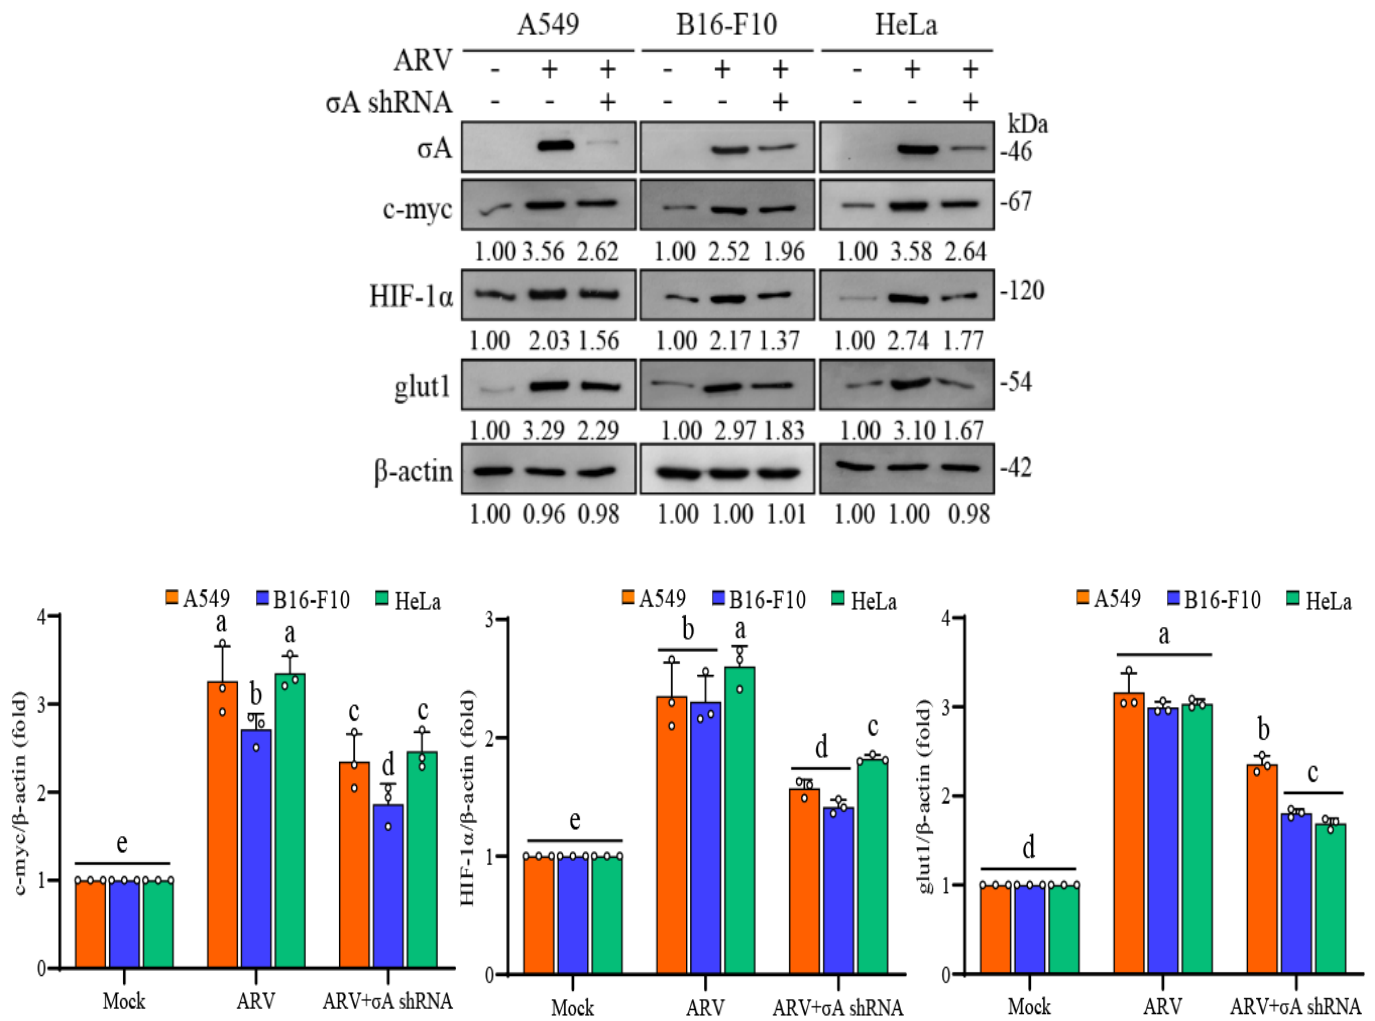 A549 B16-F10 HeLa
ARV - + + - + + - + +
σA shRNA - - + - - + - - +
kDa
σA -46
c-myc -67
1.00 3.56 2.62 1.00 2.52 1.96 1.00 3.58 2.64
HIF-1α -120
1.00 2.03 1.56 1.00 2.17 1.37 1.00 2.74 1.77
glut1 -54
1.00 3.29 2.29 1.00 2.97 1.83 1.00 3.10 1.67
β-actin -42
1.00 0.96 0.98 1.00 1.00 1.01 1.00 1.00 0.98
A549 B16-F10 HeLa
c-myc/β-actin (fold)
4
3
2
1
0
e
a
b
a
c
d
c
Mock ARV ARV+σA shRNA
A549 B16-F10 HeLa
HIF-1α/β-actin (fold)
3
2
1
0
e
b
a
d
c
Mock ARV ARV+σA shRNA
A549 B16-F10 HeLa
glut1/β-actin (fold)
4
3
2
1
0
d
a
b
c
Mock ARV ARV+σA shRNA